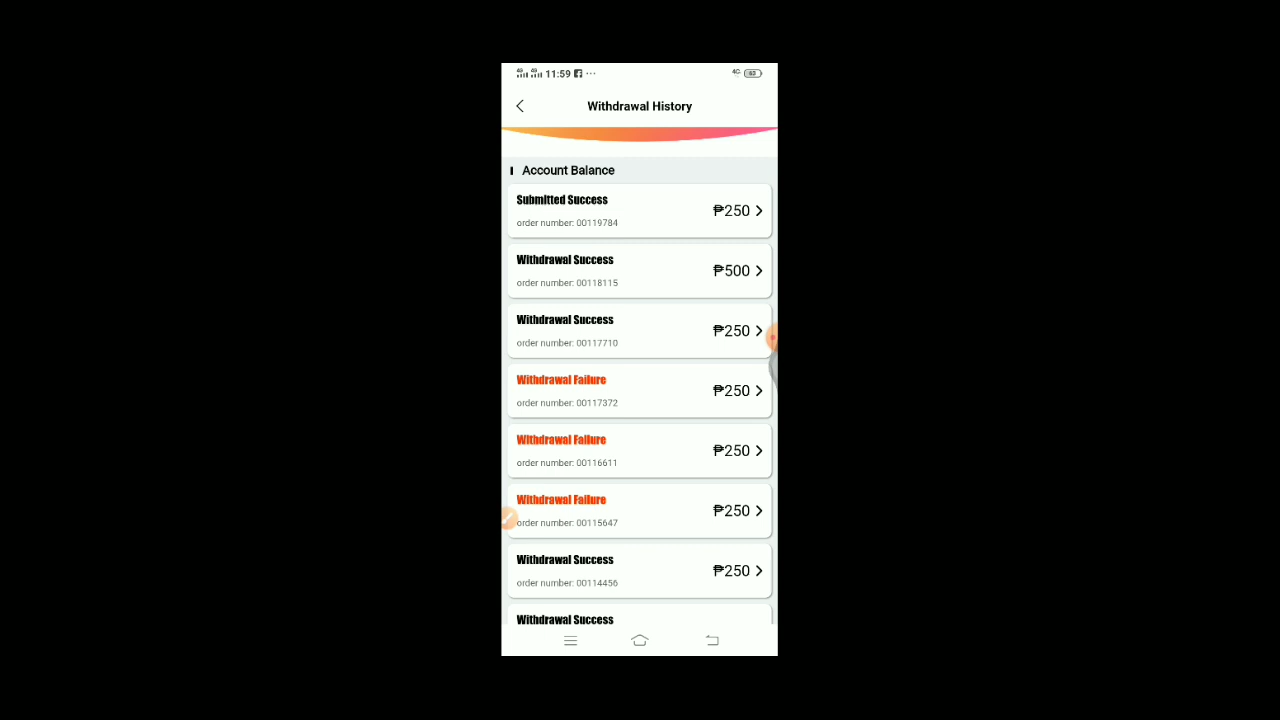 11:59
4G 63
Withdrawal History
Account Balance
Submitted Success
₱250
order number: 00119784
Withdrawal Success
₱500
order number: 00118115
Withdrawal Success
₱250
order number: 00117710
Withdrawal Failure
₱250
order number: 00117372
Withdrawal Failure
₱250
order number: 00116611
Withdrawal Failure
₱250
order number: 00115647
Withdrawal Success
₱250
order number: 00114456
Withdrawal Success